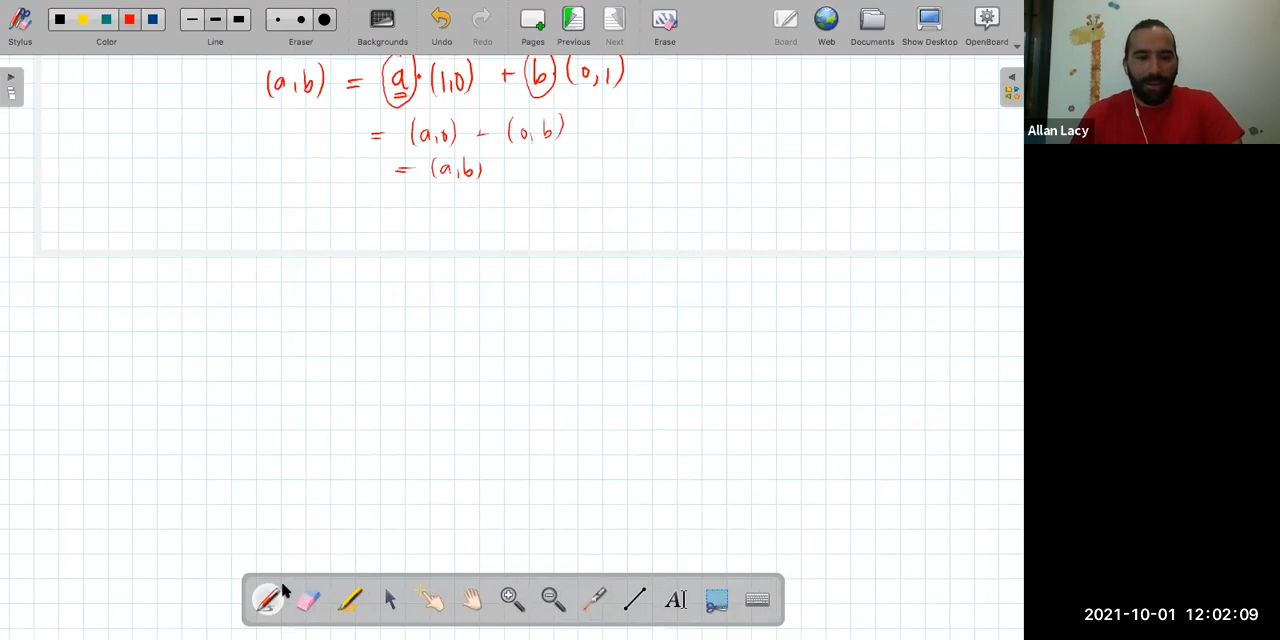 Stylus
Color
Line
Eraser
Backgrounds
Undo
Redo
Pages
Previous
Next
Erase
Board
Web
Documents
Show Desktop
OpenBoard
(a,b) = a·(1,0) + b·(0,1)
= (a,0) - (0,b)
= (a,b)
Allan Lacy
A
2021-10-01 12:02:09